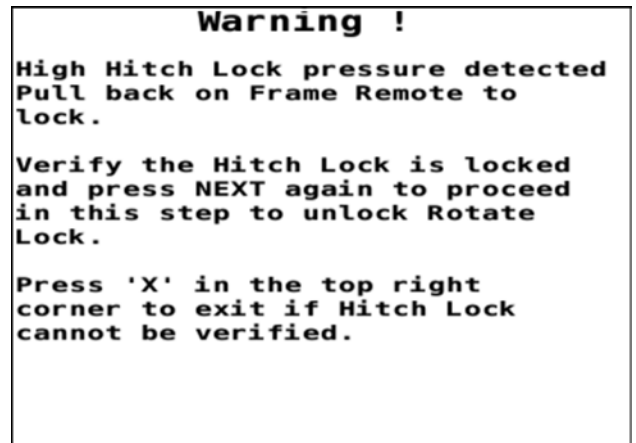 Warning !
High Hitch Lock pressure detected
Pull back on Frame Remote to
lock.
Verify the Hitch Lock is locked
and press NEXT again to proceed
in this step to unlock Rotate
Lock.
Press 'X' in the top right
corner to exit if Hitch Lock
cannot be verified.